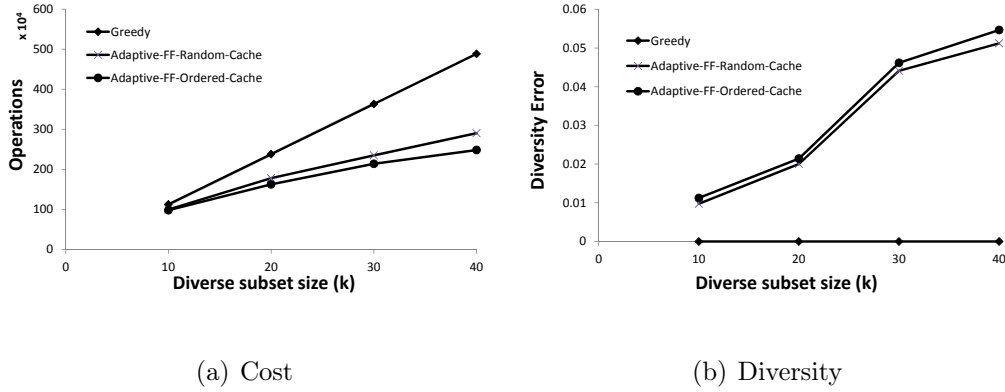 600
500
400
300
200
100
0
x 10⁴
Operations
Greedy
Adaptive-FF-Random-Cache
Adaptive-FF-Ordered-Cache
0 10 20 30 40
Diverse subset size (k)
(a) Cost
0.06
0.05
0.04
0.03
0.02
0.01
0
Diversity Error
Greedy
Adaptive-FF-Random-Cache
Adaptive-FF-Ordered-Cache
0 10 20 30 40
Diverse subset size (k)
(b) Diversity